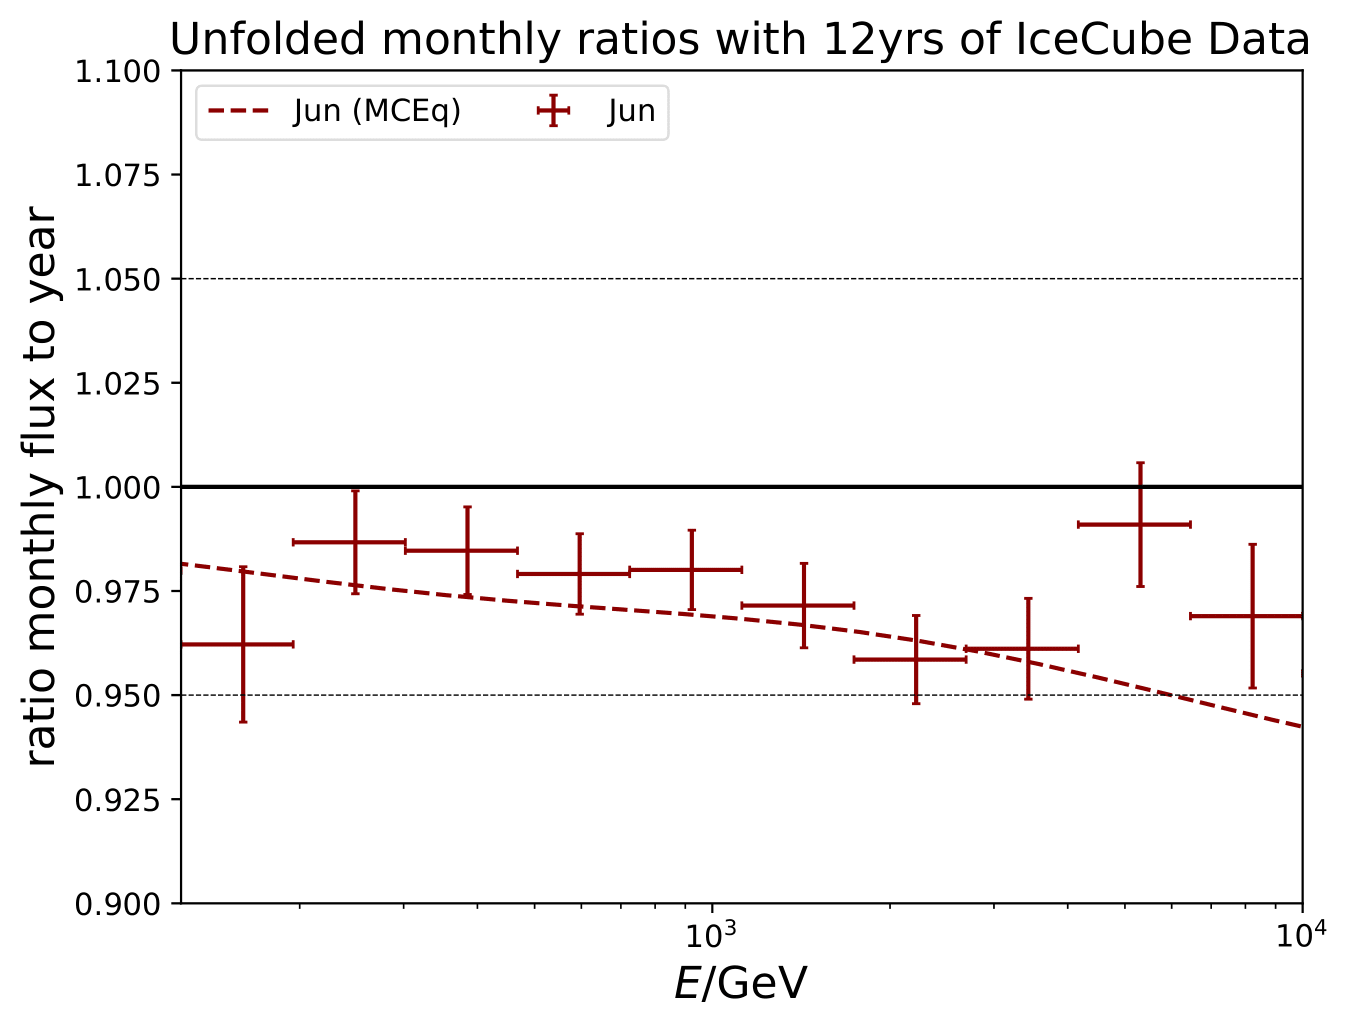 Unfolded monthly ratios with 12yrs of IceCube Data
Jun (MCEq)
Jun
ratio monthly flux to year
1.100
1.075
1.050
1.025
1.000
0.975
0.950
0.925
0.900
10³
10⁴
E/GeV